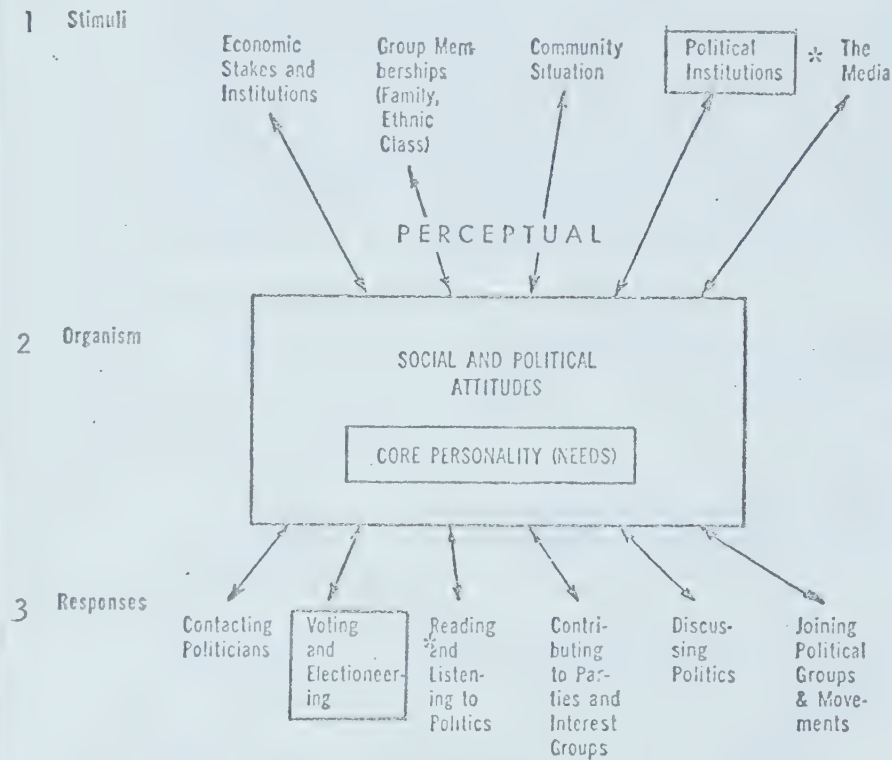 1 Stimuli
Economic
Stakes and
Institutions
Group Mem-
berships
(Family,
Ethnic
Class)
Community
Situation
Political
Institutions
*
The
Media
PERCEPTUAL
2 Organism
SOCIAL AND POLITICAL
ATTITUDES
CORE PERSONALITY (NEEDS)
3 Responses
Contacting
Politicians
Voting
and
Electioneer-
ing
*
Reading
and
Listen-
ing to
Politics
Contri-
buting
to Par-
ties and
Interest
Groups
Discus-
sing
Politics
Joining
Political
Groups
& Move-
ments